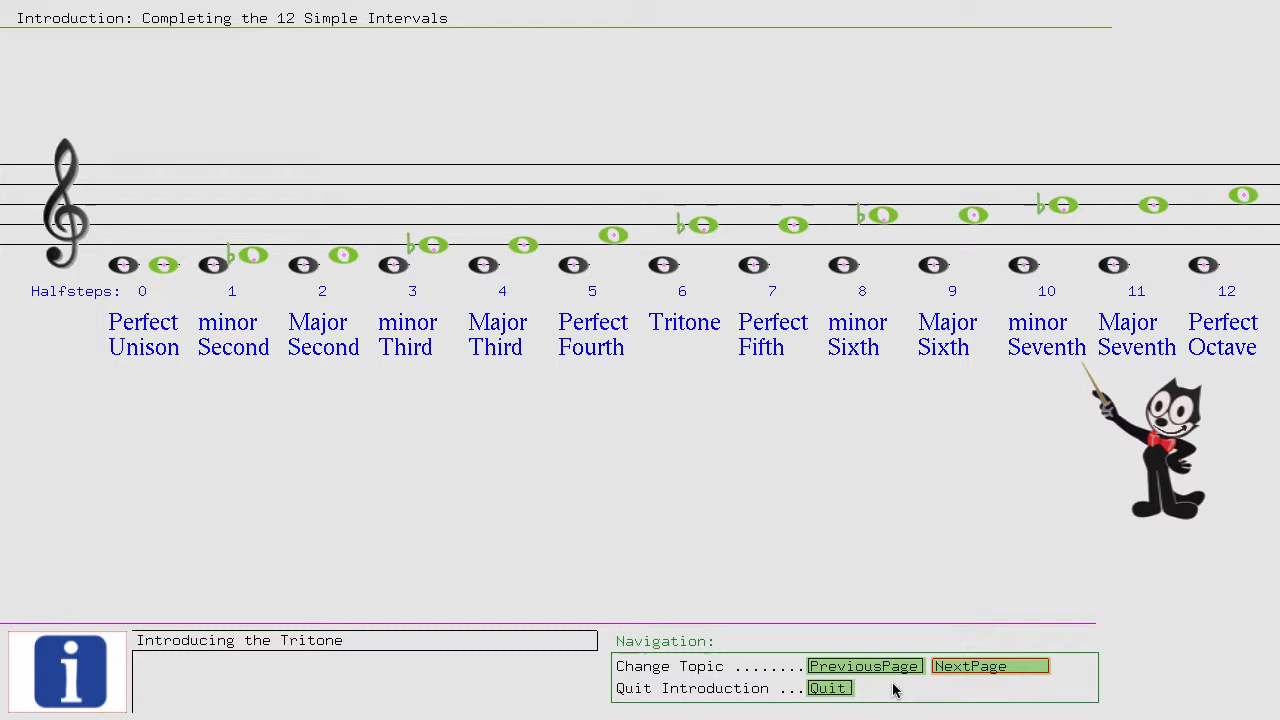 Introduction: Completing the 12 Simple Intervals
Halfsteps: 0 1 2 3 4 5 6 7 8 9 10 11 12
Perfect minor Major minor Major Perfect Tritone Perfect minor Major minor Major Perfect
Unison Second Second Third Third Fourth Fifth Sixth Sixth Seventh Seventh Octave
i
Introducing the Tritone
Navigation:
Change Topic ........ PreviousPage NextPage
Quit Introduction ... Quit